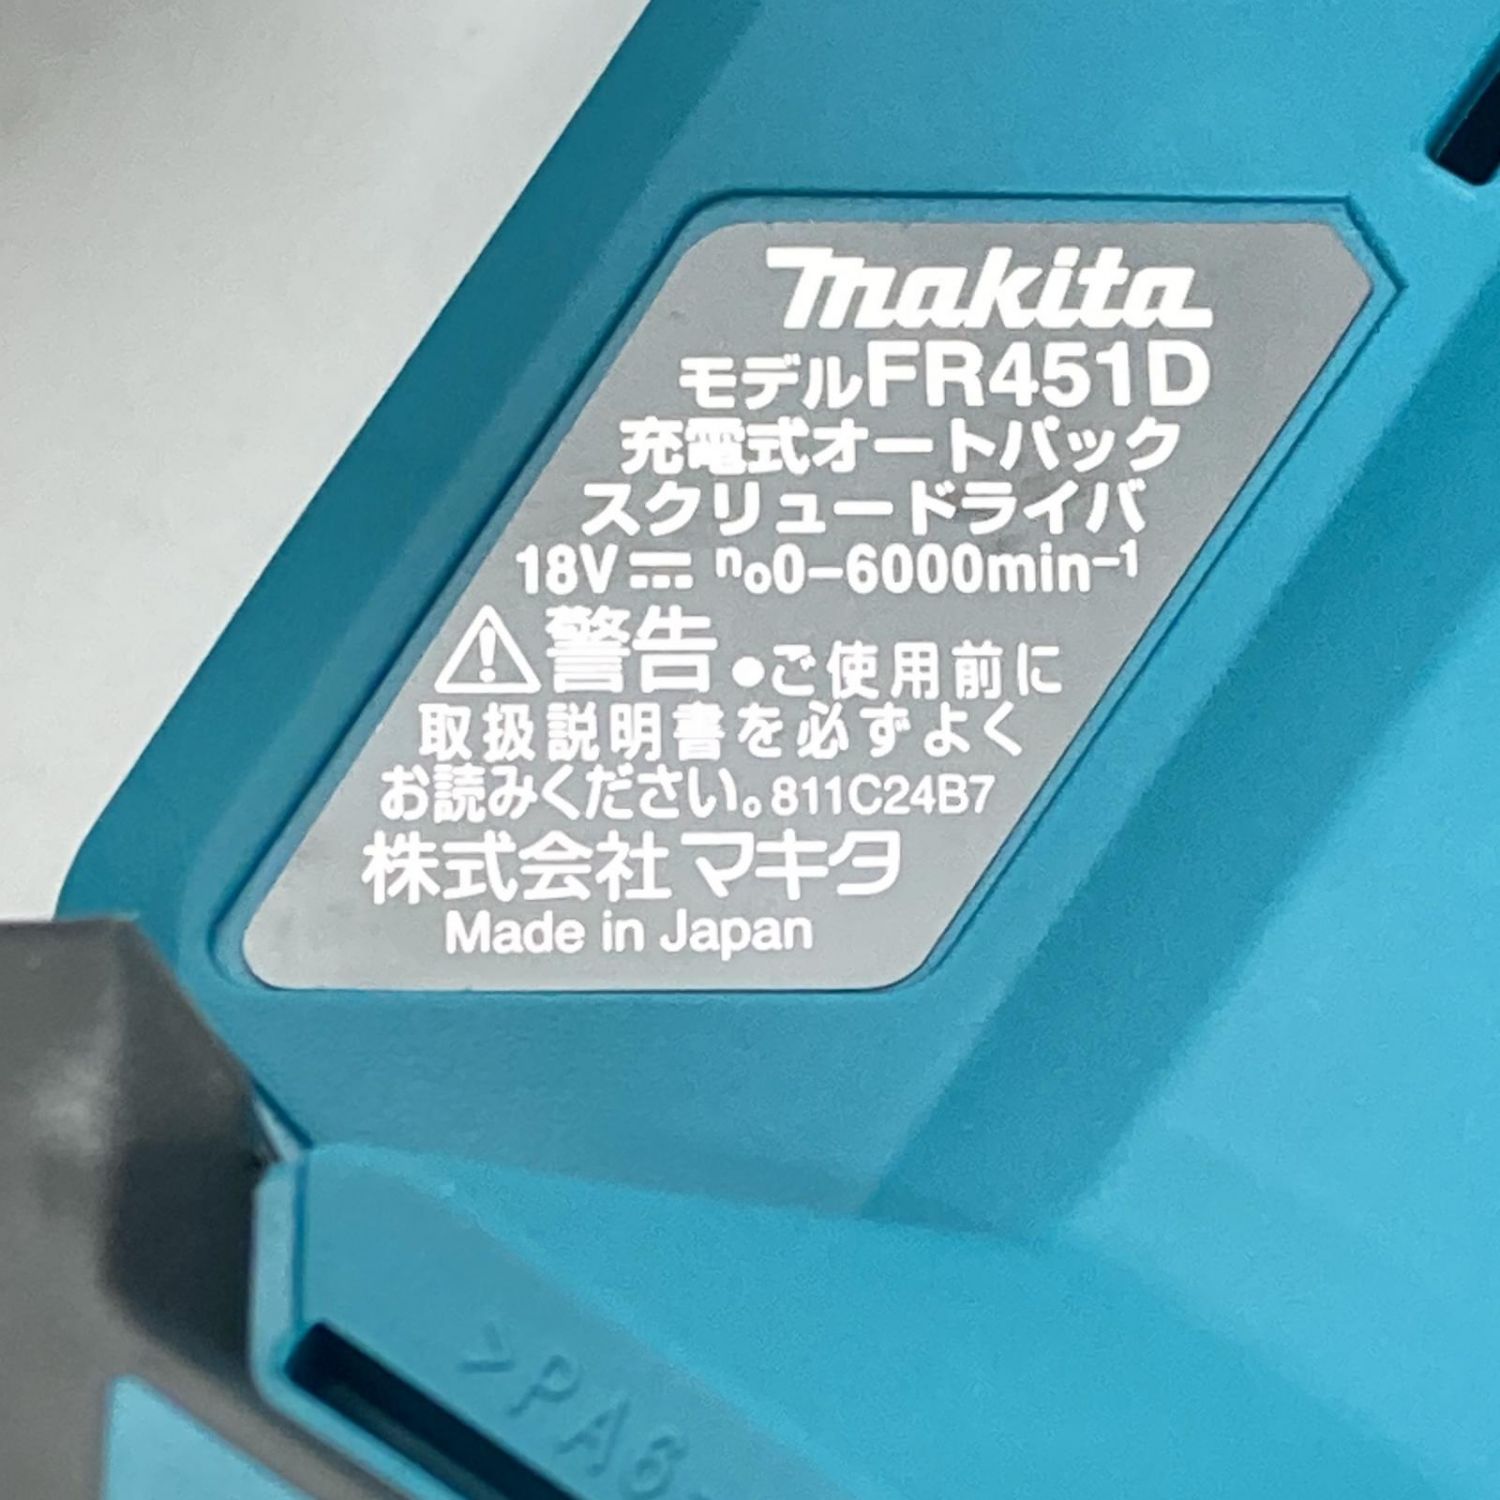 makita
モデルFR451D
充電式オートパック
スクリュードライバ
18V⎓ n₀0-6000min⁻¹
⚠警告 ●ご使用前に
取扱説明書を必ずよく
お読みください。811C24B7
株式会社マキタ
Made in Japan
>PA6-